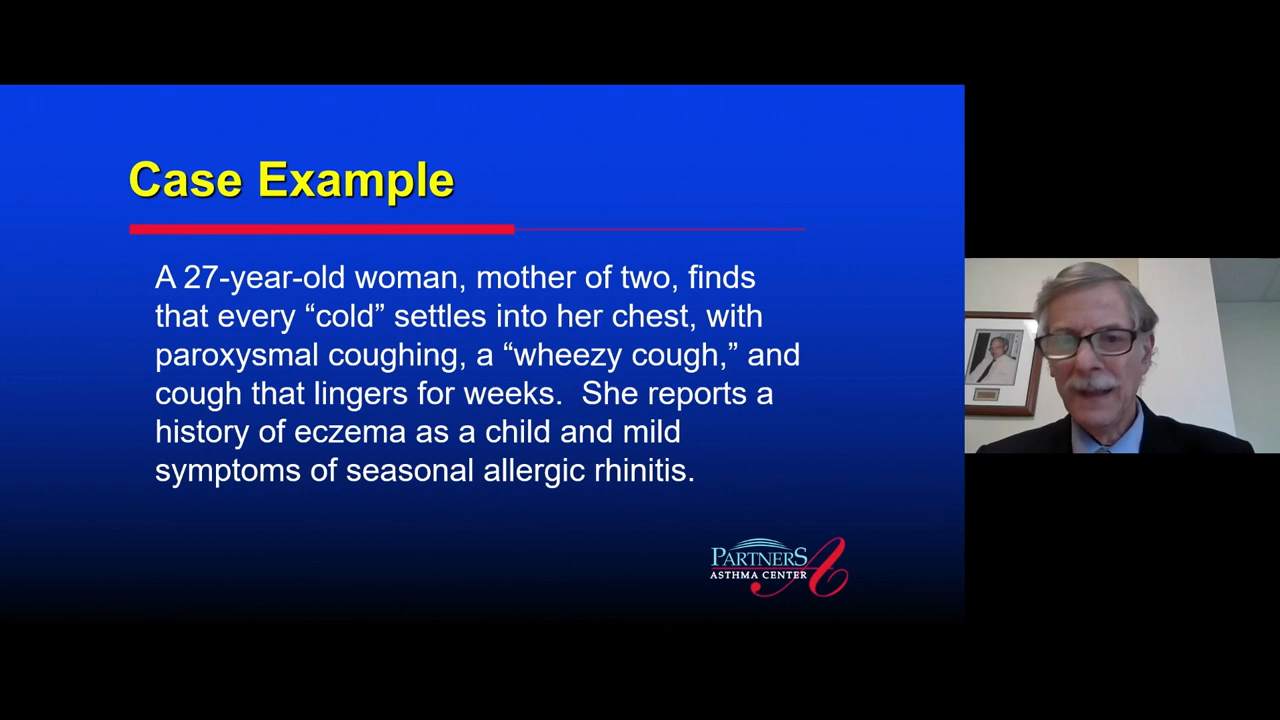 Case Example
A 27-year-old woman, mother of two, finds
that every “cold” settles into her chest, with
paroxysmal coughing, a “wheezy cough,” and
cough that lingers for weeks.  She reports a
history of eczema as a child and mild
symptoms of seasonal allergic rhinitis.
PARTNERS
ASTHMA CENTER